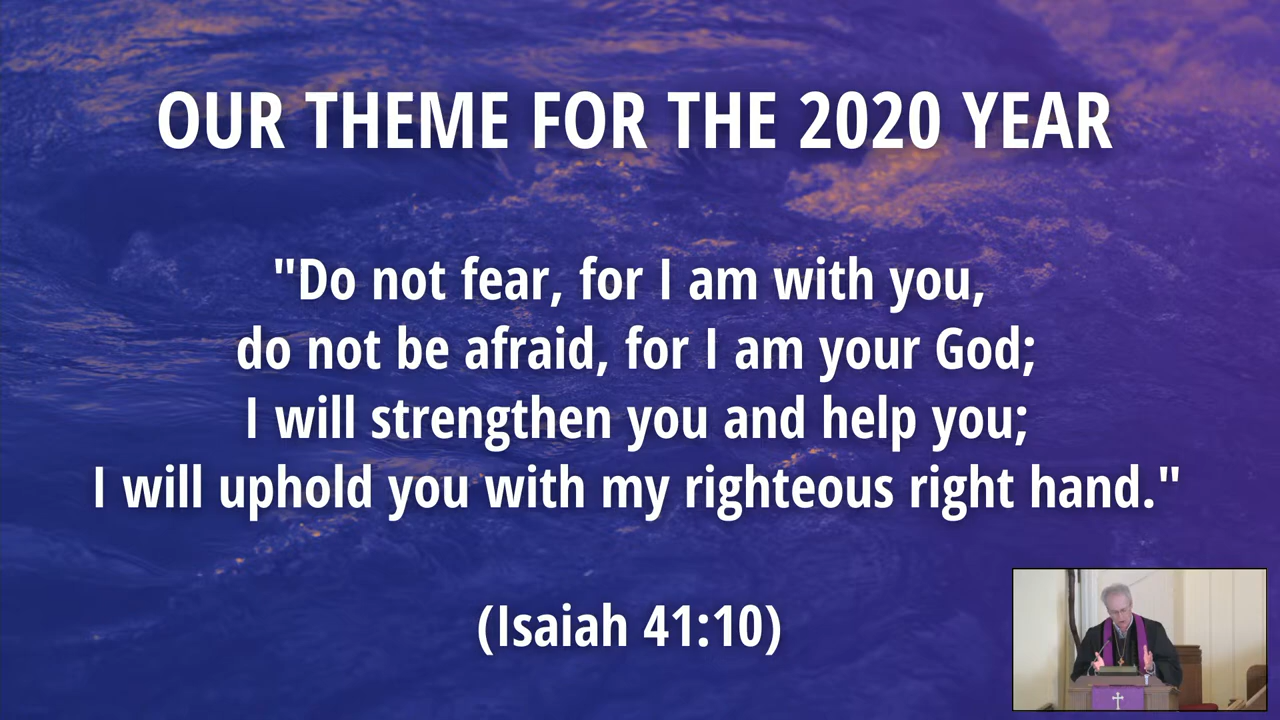 OUR THEME FOR THE 2020 YEAR
"Do not fear, for I am with you,
do not be afraid, for I am your God;
I will strengthen you and help you;
I will uphold you with my righteous right hand."
(Isaiah 41:10)